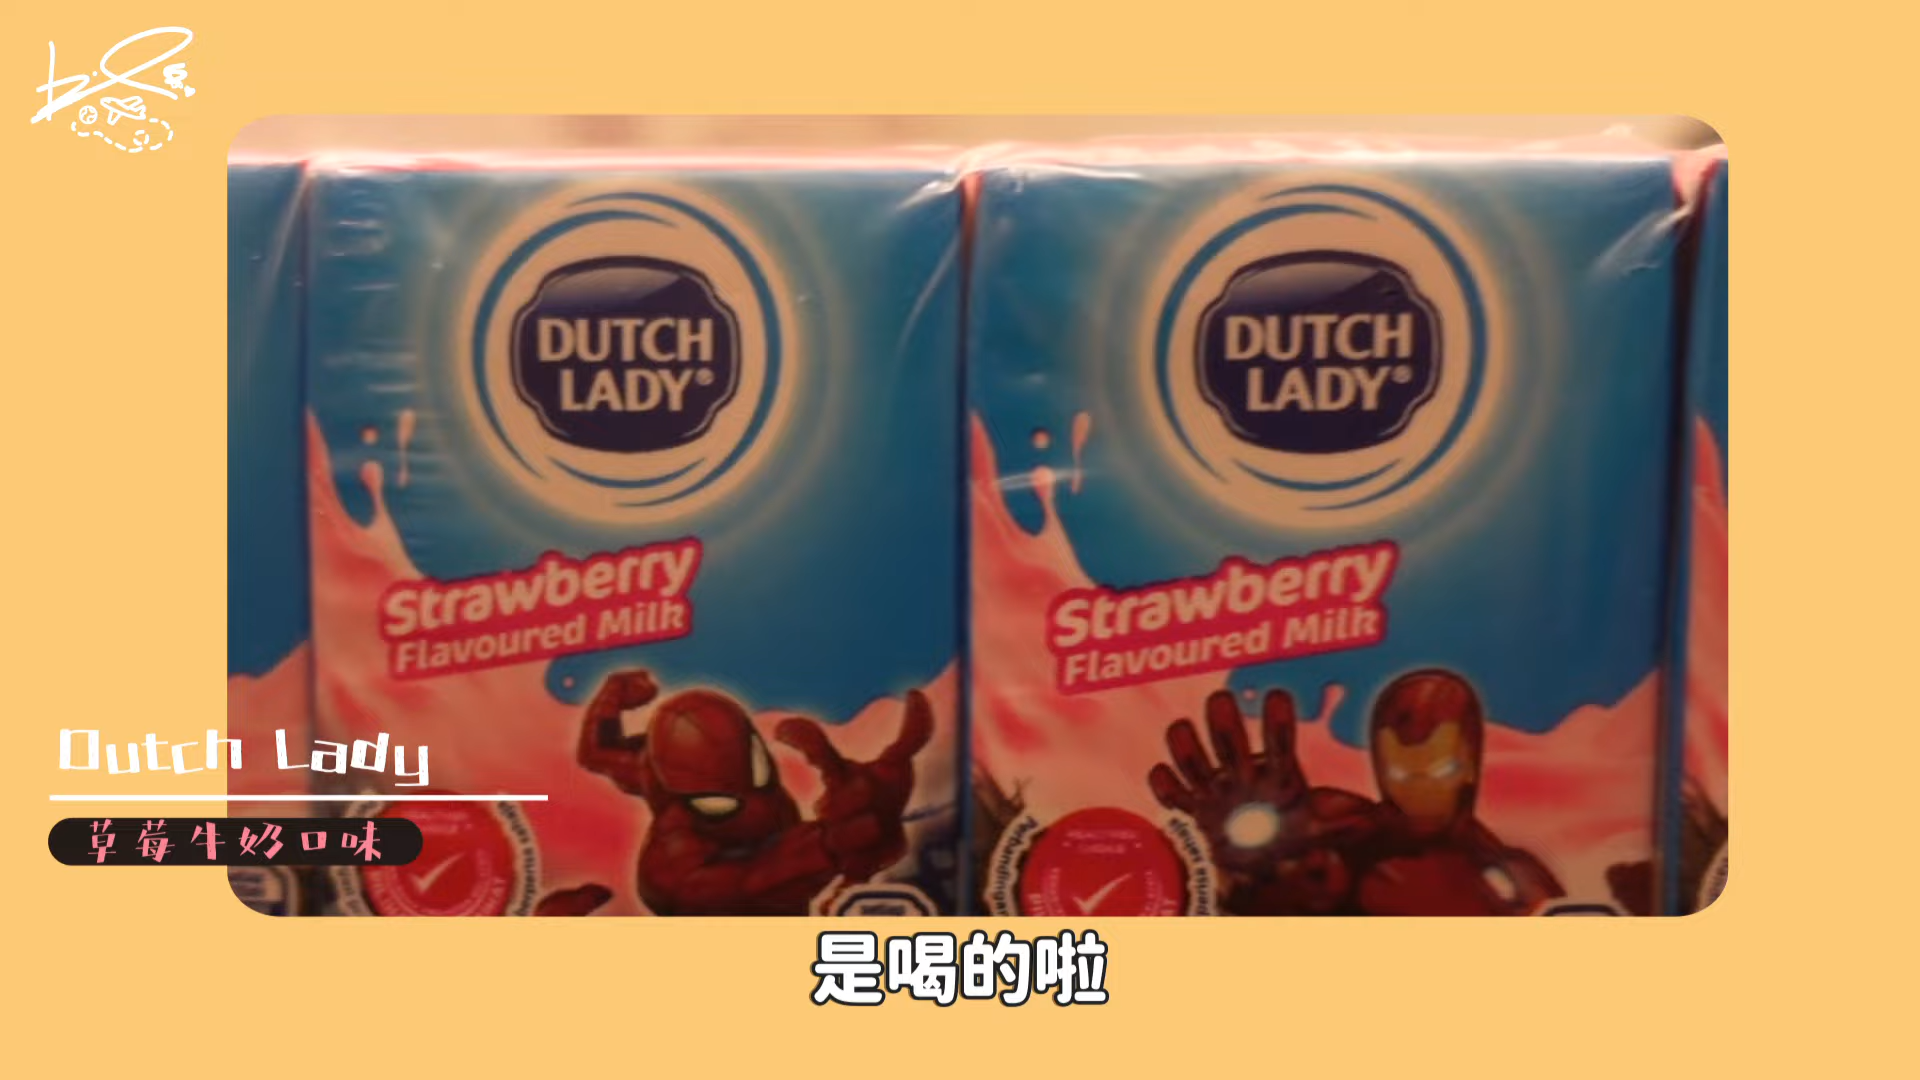 DUTCH
LADY®
DUTCH
LADY®
Strawberry
Flavoured Milk
Strawberry
Flavoured Milk
Dutch Lady
草莓牛奶口味
是喝的啦